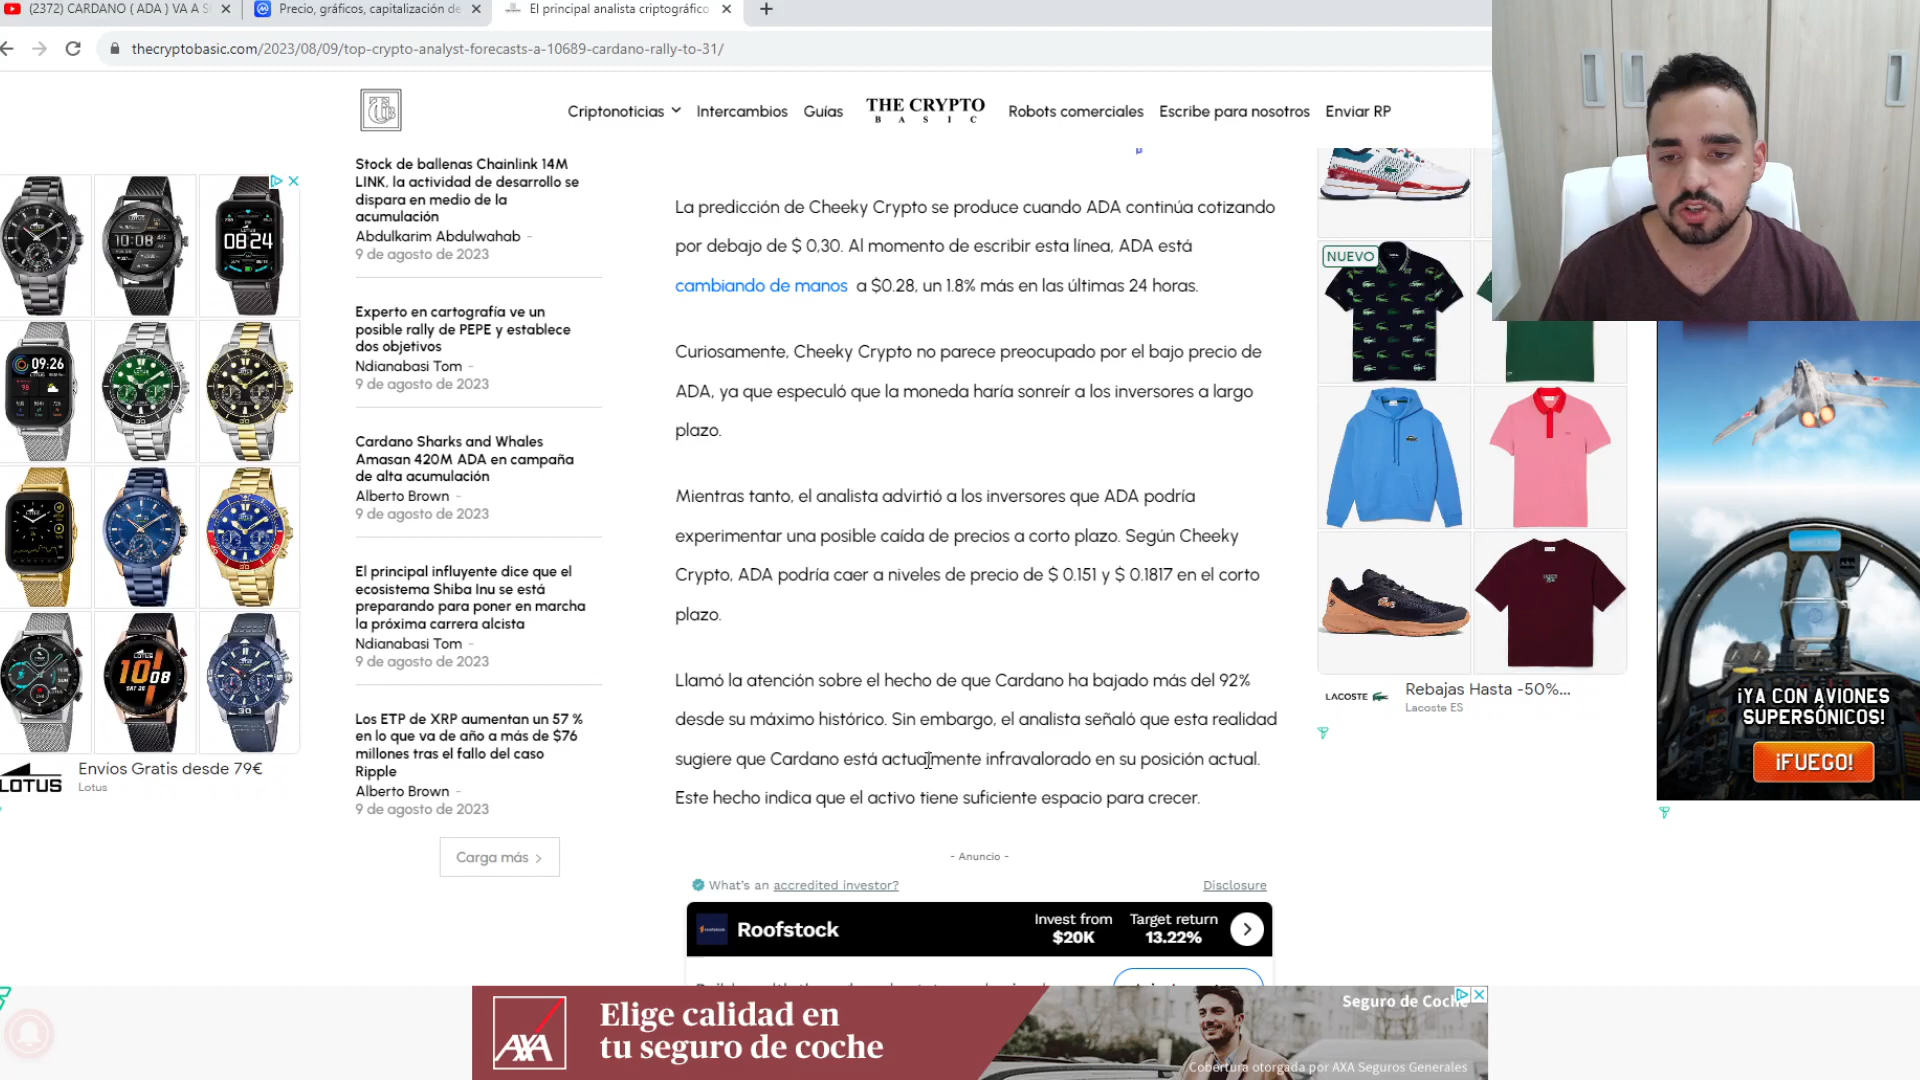 (2372) CARDANO ( ADA ) VA A S
Precio, gráficos, capitalización de
El principal analista criptográfico
thecryptobasic.com/2023/08/09/top-crypto-analyst-forecasts-a-10689-cardano-rally-to-31/
Criptonoticias
Intercambios
Guías
THE CRYPTO
BASIC
Robots comerciales
Escribe para nosotros
Enviar RP
Stock de ballenas Chainlink 14M
LINK, la actividad de desarrollo se
dispara en medio de la
acumulación
Abdulkarim Abdulwahab -
9 de agosto de 2023
Experto en cartografía ve un
posible rally de PEPE y establece
dos objetivos
Ndianabasi Tom -
9 de agosto de 2023
Cardano Sharks and Whales
Amasan 420M ADA en campaña
de alta acumulación
Alberto Brown -
9 de agosto de 2023
El principal influyente dice que el
ecosistema Shiba Inu se está
preparando para poner en marcha
la próxima carrera alcista
Ndianabasi Tom -
9 de agosto de 2023
Los ETP de XRP aumentan un 57 %
en lo que va de año a más de $76
millones tras el fallo del caso
Ripple
Alberto Brown -
9 de agosto de 2023
Carga más >
La predicción de Cheeky Crypto se produce cuando ADA continúa cotizando
por debajo de $ 0,30. Al momento de escribir esta línea, ADA está
cambiando de manos a $0.28, un 1.8% más en las últimas 24 horas.
Curiosamente, Cheeky Crypto no parece preocupado por el bajo precio de
ADA, ya que especuló que la moneda haría sonreír a los inversores a largo
plazo.
Mientras tanto, el analista advirtió a los inversores que ADA podría
experimentar una posible caída de precios a corto plazo. Según Cheeky
Crypto, ADA podría caer a niveles de precio de $ 0.151 y $ 0.1817 en el corto
plazo.
Llamó la atención sobre el hecho de que Cardano ha bajado más del 92%
desde su máximo histórico. Sin embargo, el analista señaló que esta realidad
sugiere que Cardano está actualmente infravalorado en su posición actual.
Este hecho indica que el activo tiene suficiente espacio para crecer.
- Anuncio -
What's an accredited investor?
Disclosure
Roofstock
Invest from
$20K
Target return
13.22%
10:08
08:24
09:26
10 08
LOTUS
Envíos Gratis desde 79€
Lotus
NUEVO
LACOSTE
Rebajas Hasta -50%...
Lacoste ES
¡YA CON AVIONES
SUPERSÓNICOS!
¡FUEGO!
AXA
Elige calidad en
tu seguro de coche
Seguro de Coche
Cobertura otorgada por AXA Seguros Generales